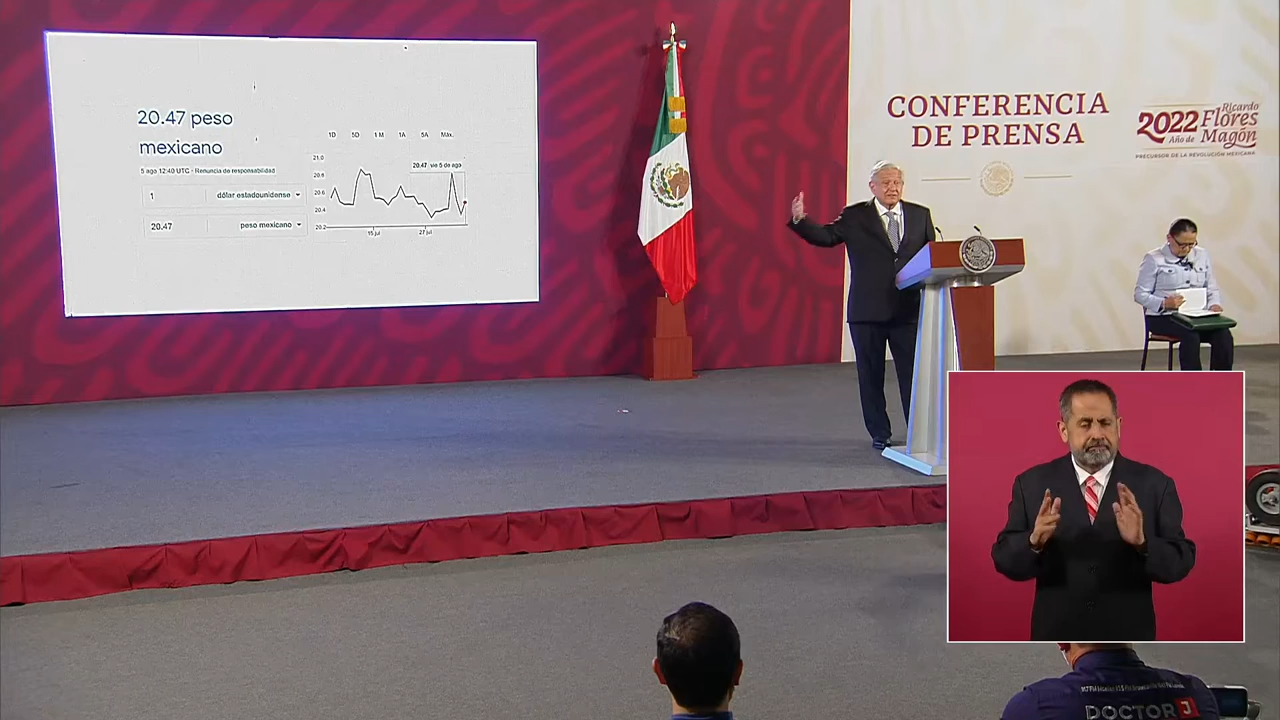 20.47 peso
mexicano
5 ago 12:40 UTC · Renuncia de responsabilidad
1
dólar estadounidense
20.47
peso mexicano
1D 5D 1 M 1A 5A Máx.
20.47 vie 5 de ago
21.0
20.8
20.6
20.4
20.2
15 jul 27 jul
CONFERENCIA
DE PRENSA
2022 Año de
Ricardo
Flores
Magón
PRECURSOR DE LA REVOLUCIÓN MEXICANA
DOCTOR J